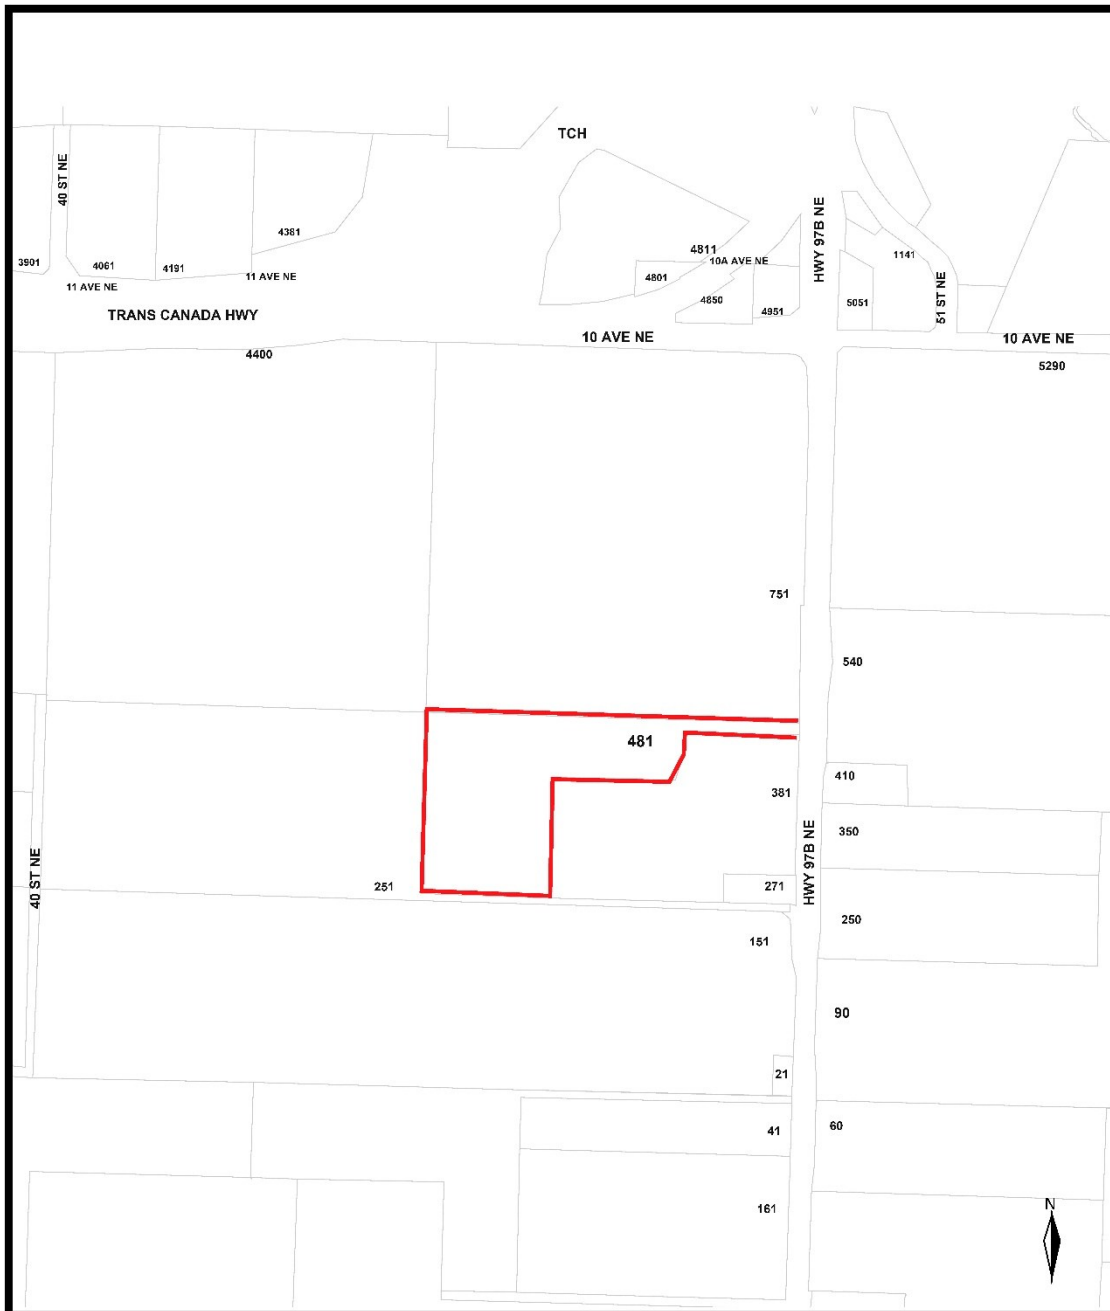 TCH
40 ST NE
HWY 97B NE
4381
3901
4061
4191
11 AVE NE
11 AVE NE
4811
10A AVE NE
4801
4850
4951
1141
5051
51 ST NE
TRANS CANADA HWY
10 AVE NE
10 AVE NE
4400
5290
751
540
481
410
381
350
40 ST NE
HWY 97B NE
251
271
250
151
90
21
41
60
161
N